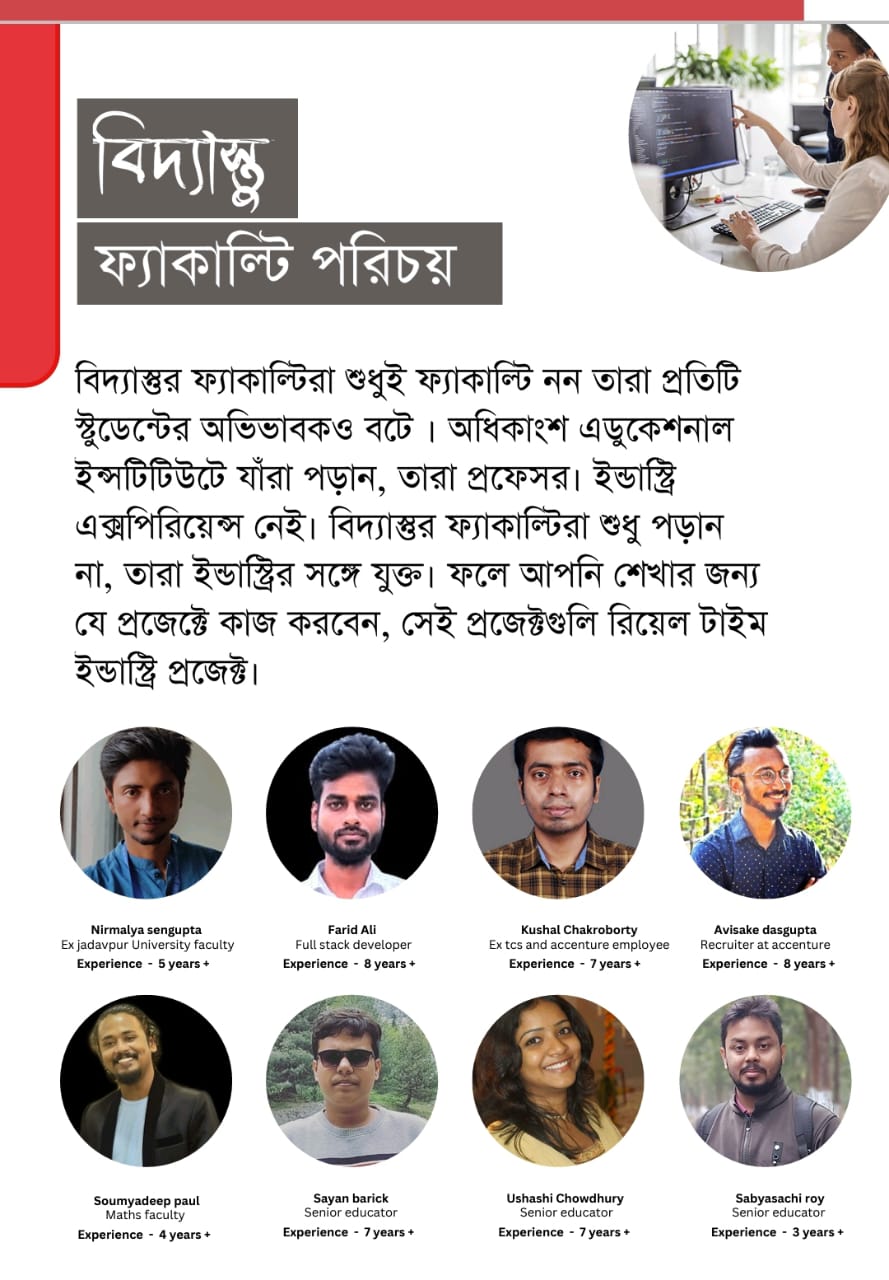 বিদ্যাস্তু
ফ্যাকাল্টি পরিচয়
বিদ্যাস্তুর ফ্যাকাল্টিরা শুধুই ফ্যাকাল্টি নন তারা প্রতিটি
স্টুডেন্টের অভিভাবকও বটে । অধিকাংশ এডুকেশনাল
ইন্সটিটিউটে যাঁরা পড়ান, তারা প্রফেসর। ইন্ডাস্ট্রি
এক্সপিরিয়েন্স নেই। বিদ্যাস্তুর ফ্যাকাল্টিরা শুধু পড়ান
না, তারা ইন্ডাস্ট্রির সঙ্গে যুক্ত। ফলে আপনি শেখার জন্য
যে প্রজেক্টে কাজ করবেন, সেই প্রজেক্টগুলি রিয়েল টাইম
ইন্ডাস্ট্রি প্রজেক্ট।
Nirmalya sengupta Farid Ali Kushal Chakroborty Avisake dasgupta
Ex jadavpur University faculty Full stack developer Ex tcs and accenture employee Recruiter at accenture
Experience - 5 years + Experience - 8 years + Experience - 7 years + Experience - 8 years +
Soumyadeep paul Sayan barick Ushashi Chowdhury Sabyasachi roy
Maths faculty Senior educator Senior educator Senior educator
Experience - 4 years + Experience - 7 years + Experience - 7 years + Experience - 3 years +